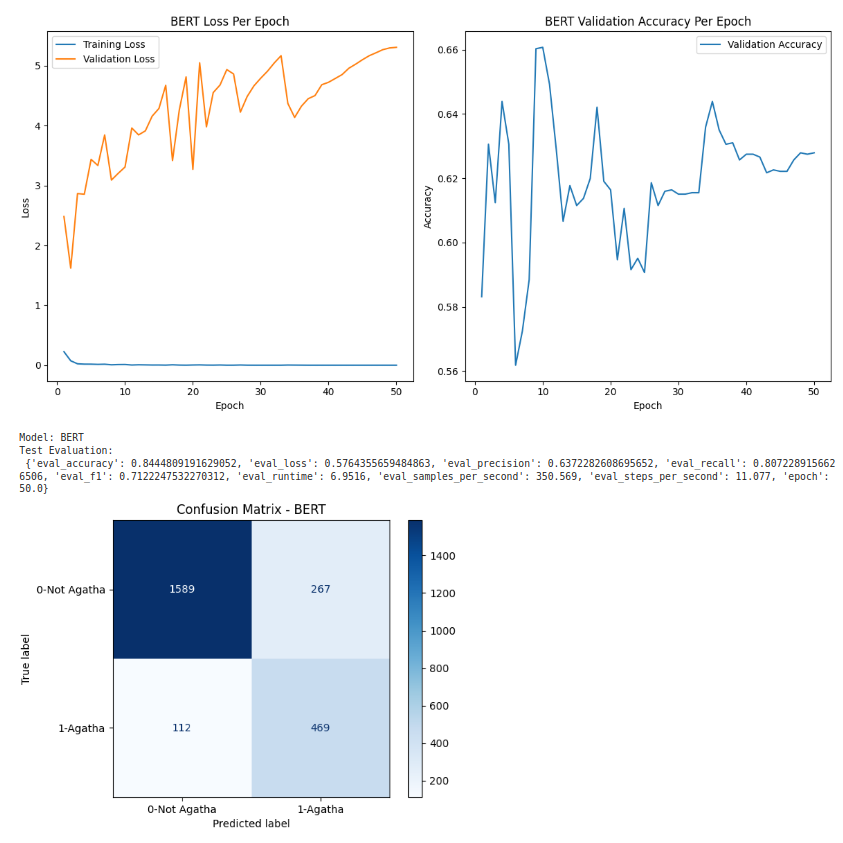 BERT Loss Per Epoch
Training Loss
Validation Loss
5
4
3
2
1
0
Loss
0 10 20 30 40 50
Epoch
BERT Validation Accuracy Per Epoch
Validation Accuracy
0.66
0.64
0.62
0.60
0.58
0.56
Accuracy
0 10 20 30 40 50
Epoch
Model: BERT
Test Evaluation:
{'eval_accuracy': 0.8444809191629052, 'eval_loss': 0.5764355659484863, 'eval_precision': 0.6372282608695652, 'eval_recall': 0.807228915662
6506, 'eval_f1': 0.7122247532270312, 'eval_runtime': 6.9516, 'eval_samples_per_second': 350.569, 'eval_steps_per_second': 11.077, 'epoch':
50.0}
Confusion Matrix - BERT
0-Not Agatha
1589 267
1-Agatha
112 469
True label
0-Not Agatha 1-Agatha
Predicted label
1400
1200
1000
800
600
400
200